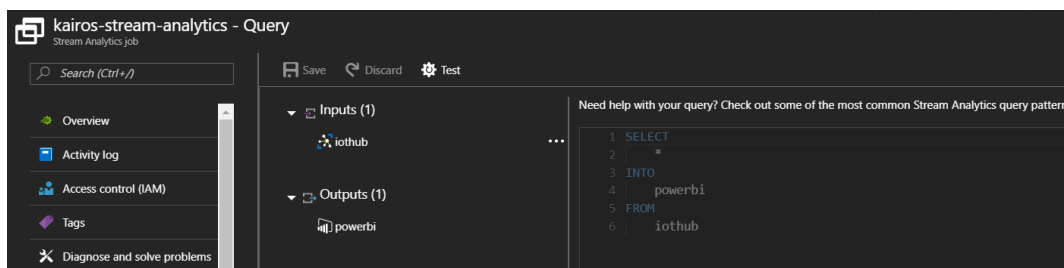 kairos-stream-analytics - Query
Stream Analytics job
Search (Ctrl+/)
Overview
Activity log
Access control (IAM)
Tags
Diagnose and solve problems
Save Discard Test
Inputs (1)
iothub
...
Outputs (1)
powerbi
Need help with your query? Check out some of the most common Stream Analytics query pattern
1 SELECT
2 *
3 INTO
4 powerbi
5 FROM
6 iothub